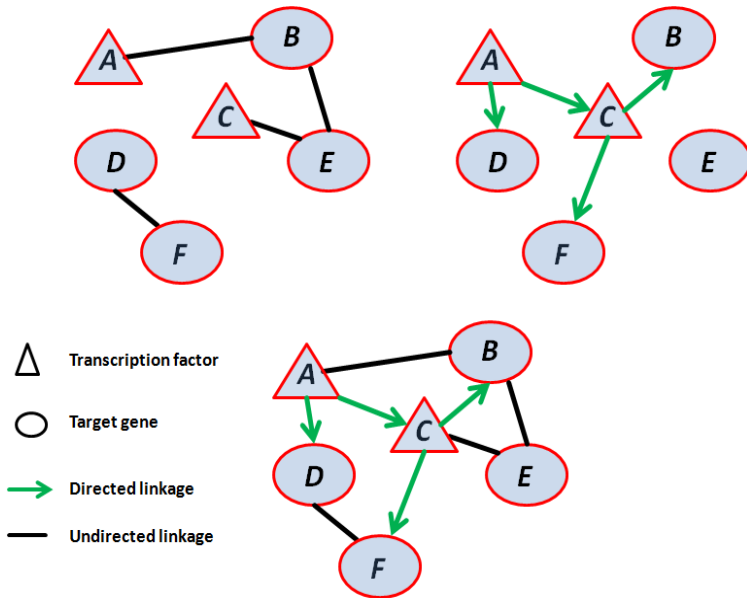 A
B
C
D
E
F
A
B
C
D
E
F
Transcription factor
Target gene
Directed linkage
Undirected linkage
A
B
C
D
E
F